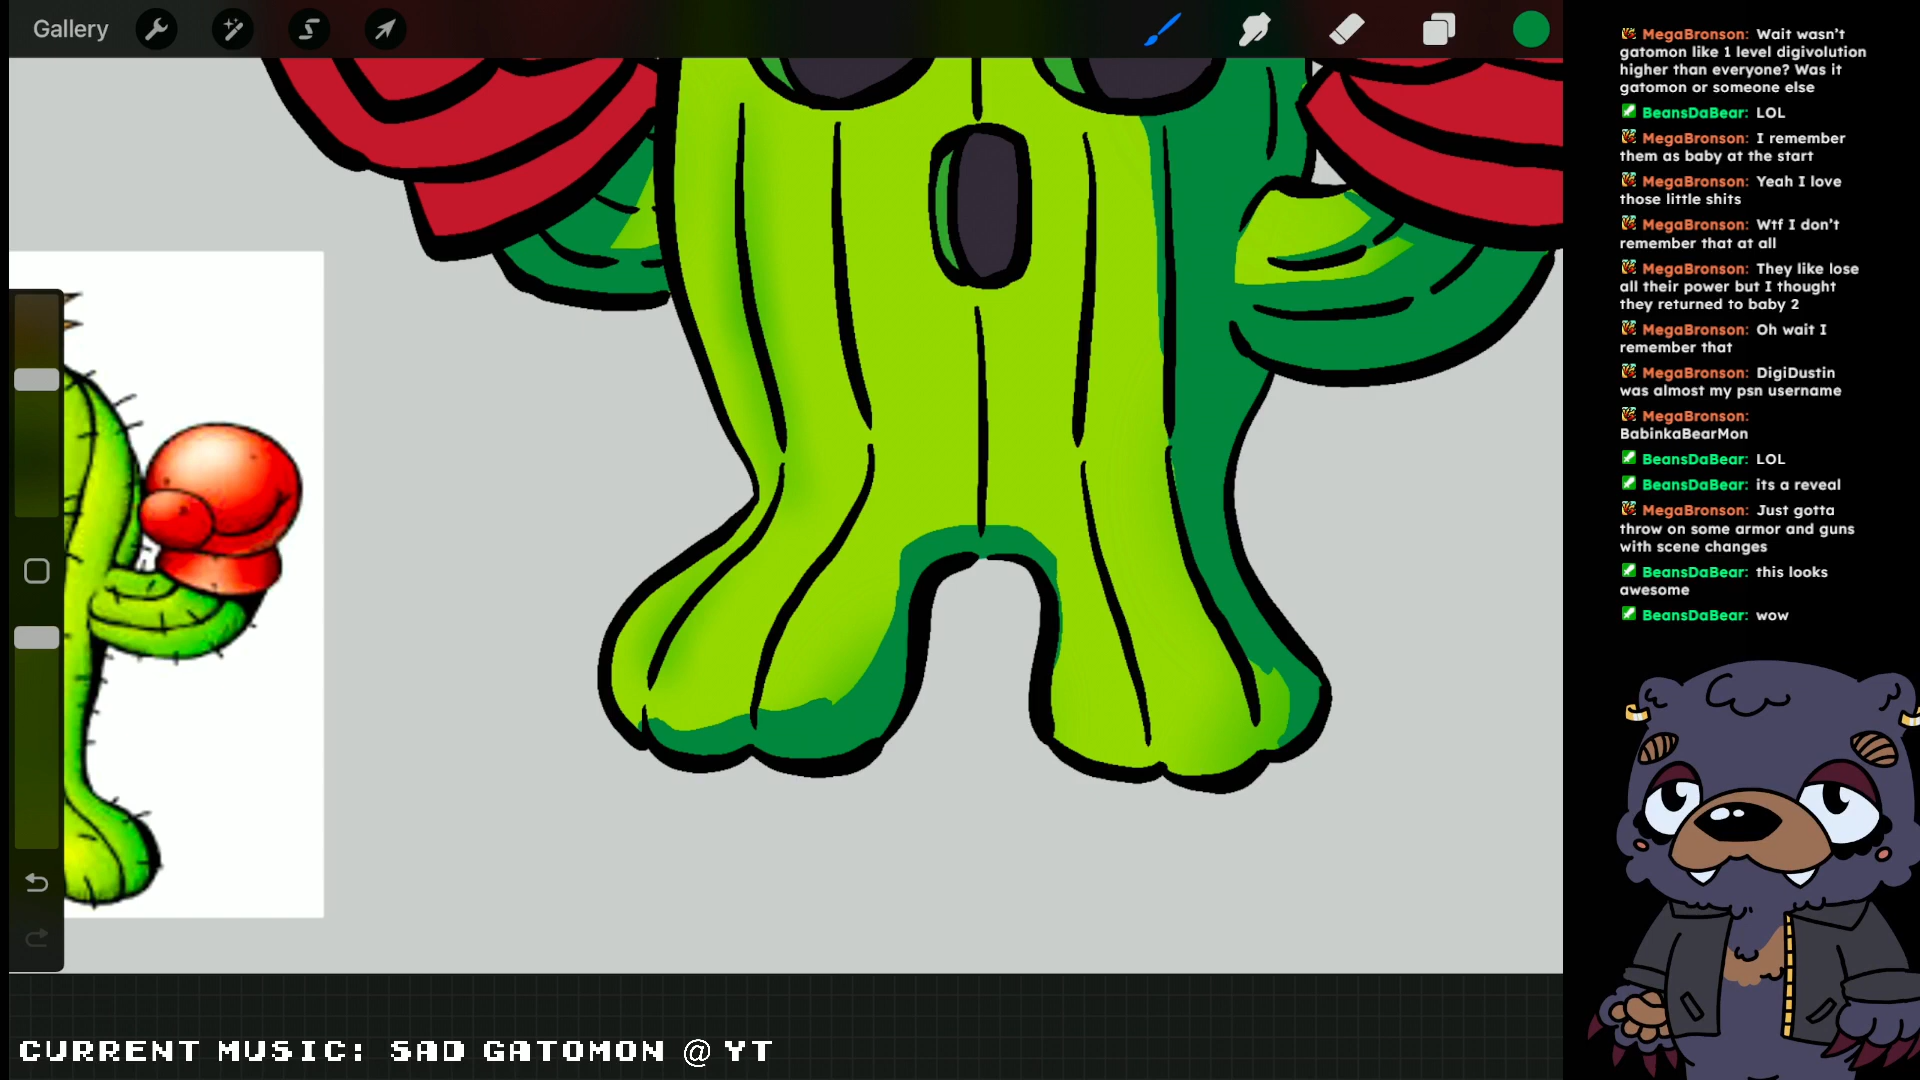 Gallery
MegaBronson: Wait wasn't
gatomon like 1 level digivolution
higher than everyone? Was it
gatomon or someone else
BeansDaBear: LOL
MegaBronson: I remember
them as baby at the start
MegaBronson: Yeah I love
those little shits
MegaBronson: Wtf I don't
remember that at all
MegaBronson: They like lose
all their power but I thought
they returned to baby 2
MegaBronson: Oh wait I
remember that
MegaBronson: DigiDustin
was almost my psn username
MegaBronson:
BabinkaBearMon
BeansDaBear: LOL
BeansDaBear: its a reveal
MegaBronson: Just gotta
throw on some armor and guns
with scene changes
BeansDaBear: this looks
awesome
BeansDaBear: wow
CURRENT MUSIC: SAD GATOMON @ YT